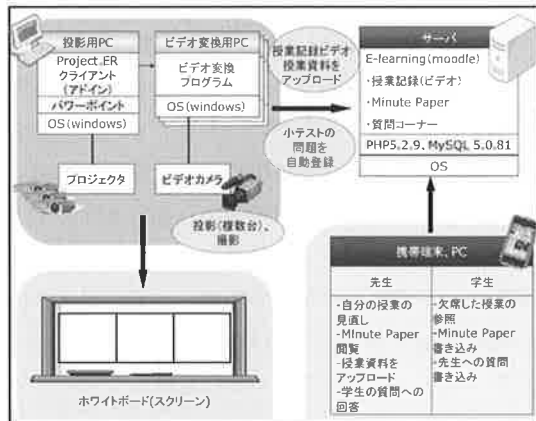 投影用PC
Project ER
クライアント
(アドイン)
パワーポイント
OS(windows)
プロジェクタ
ビデオ変換用PC
ビデオ変換
プログラム
OS(windows)
ビデオカメラ
授業記録ビデオ
授業資料を
アップロード
小テストの
問題を
自動登録
投影(複数台)、
撮影
サーバ
E-learning(moodle)
・授業記録(ビデオ)
・Minute Paper
・質問コーナー
PHP5.2.9、MySQL 5.0.81
OS
ホワイトボード(スクリーン)
携帯端末、PC
先生
・自分の授業の
見直し
・Minute Paper
閲覧
・授業資料を
アップロード
・学生の質問への
回答
学生
・欠席した授業の
参照
・Minute Paper
書き込み
・先生への質問
書き込み